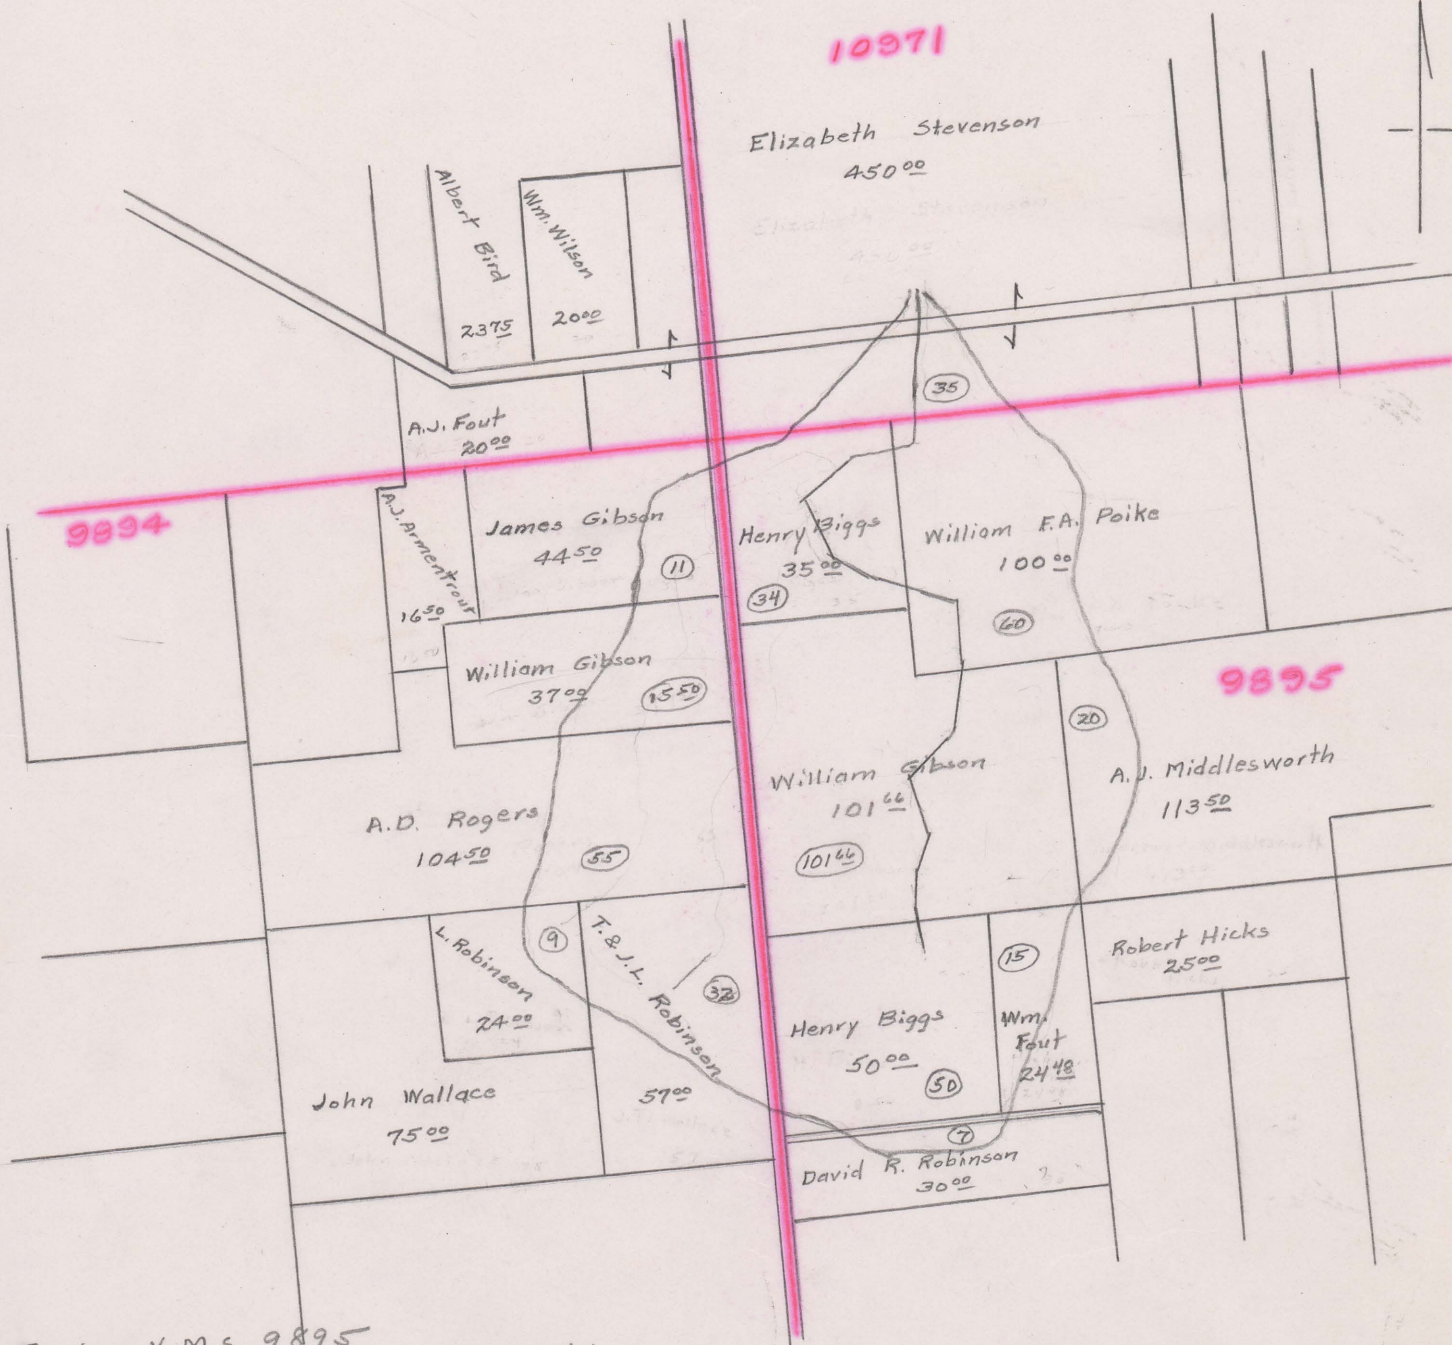 10971
Elizabeth Stevenson
450 00
Albert Bird
23 75
Wm. Wilson
20 00
35
A.J. Fout
20 00
9894
A.J. Armentrout
16 50
James Gibson
44 50
11
Henry Biggs
35 00
34
William F.A. Poike
100 00
60
William Gibson
37 00
15 50
9895
20
William Gibson
101 66
101 66
A.J. Middlesworth
113 50
A.D. Rogers
104 50
55
L. Robinson
24 00
9
T. & J.L. Robinson
57 00
32
Henry Biggs
50 00
50
15
Wm.
Fout
24 48
Robert Hicks
25 00
John Wallace
75 00
7
David R. Robinson
30 00
V.M.S. 9895